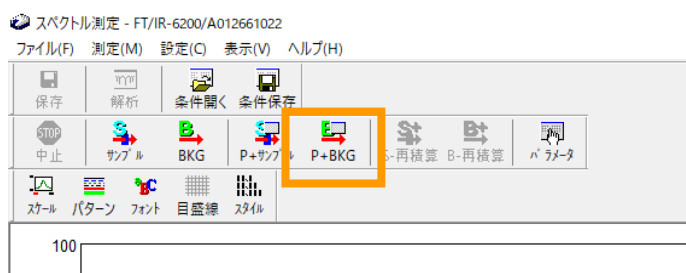 スペクトル測定 - FT/IR-6200/A012661022
ファイル(F) 測定(M) 設定(C) 表示(V) ヘルプ(H)
保存 解析 条件開く 条件保存
STOP S B S B S B
中止 ｻﾝﾌﾟﾙ BKG P+ｻﾝﾌﾟﾙ P+BKG S-再積算 B-再積算 ﾊﾟﾗﾒｰﾀ
BC
ｽｹｰﾙ パターン ﾌｫﾝﾄ 目盛線 ｽﾀｲﾙ
100